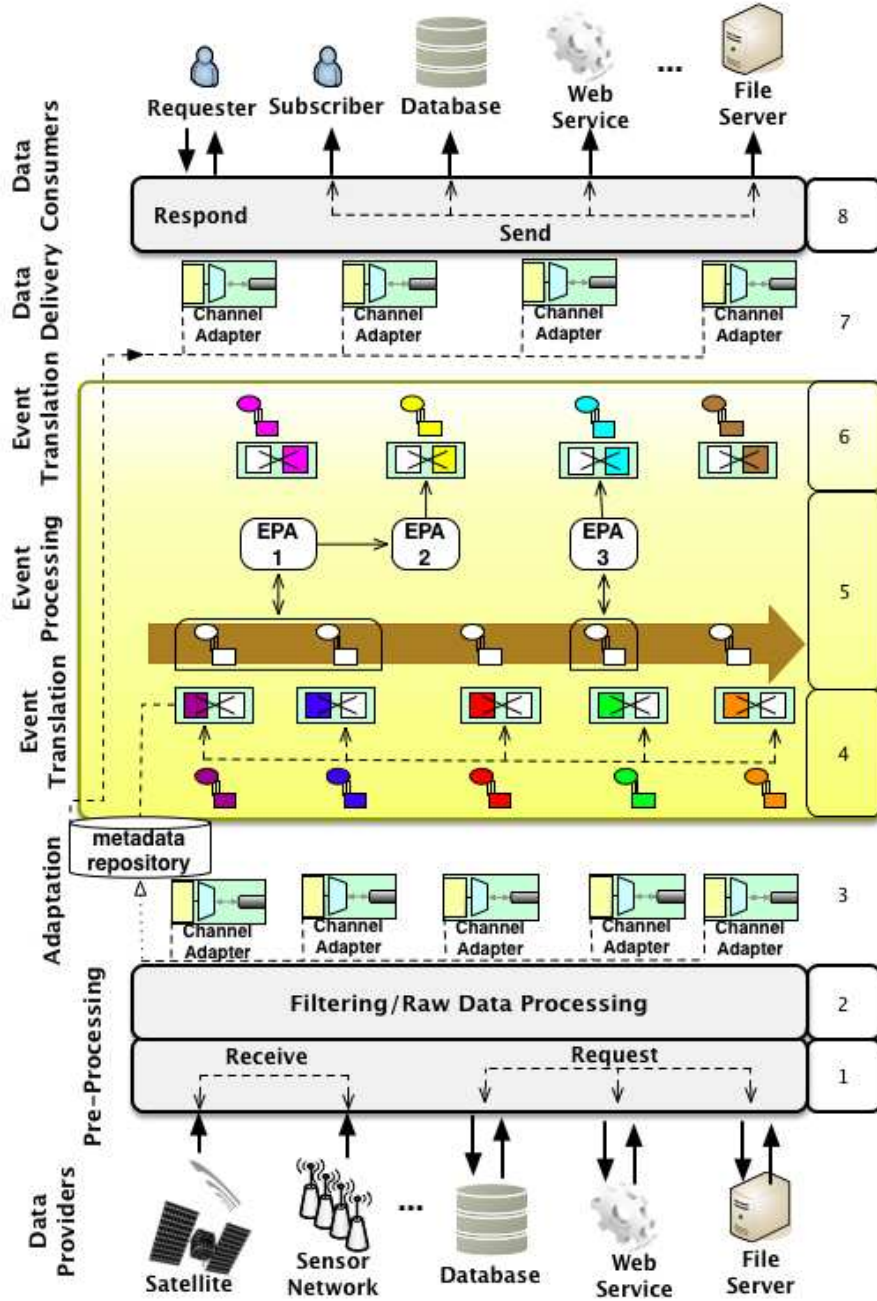 Requester
Subscriber
Database
Web
Service
...
File
Server
Data
Consumers
Respond
Send
8
Data
Delivery
Channel
Adapter
Channel
Adapter
Channel
Adapter
Channel
Adapter
7
Event
Translation
6
Event
Processing
EPA
1
EPA
2
EPA
3
5
Event
Translation
4
metadata
repository
Adaptation
Channel
Adapter
Channel
Adapter
Channel
Adapter
Channel
Adapter
Channel
Adapter
3
Pre-Processing
Filtering/Raw Data Processing
2
Receive
Request
1
Data
Providers
Satellite
Sensor
Network
...
Database
Web
Service
File
Server